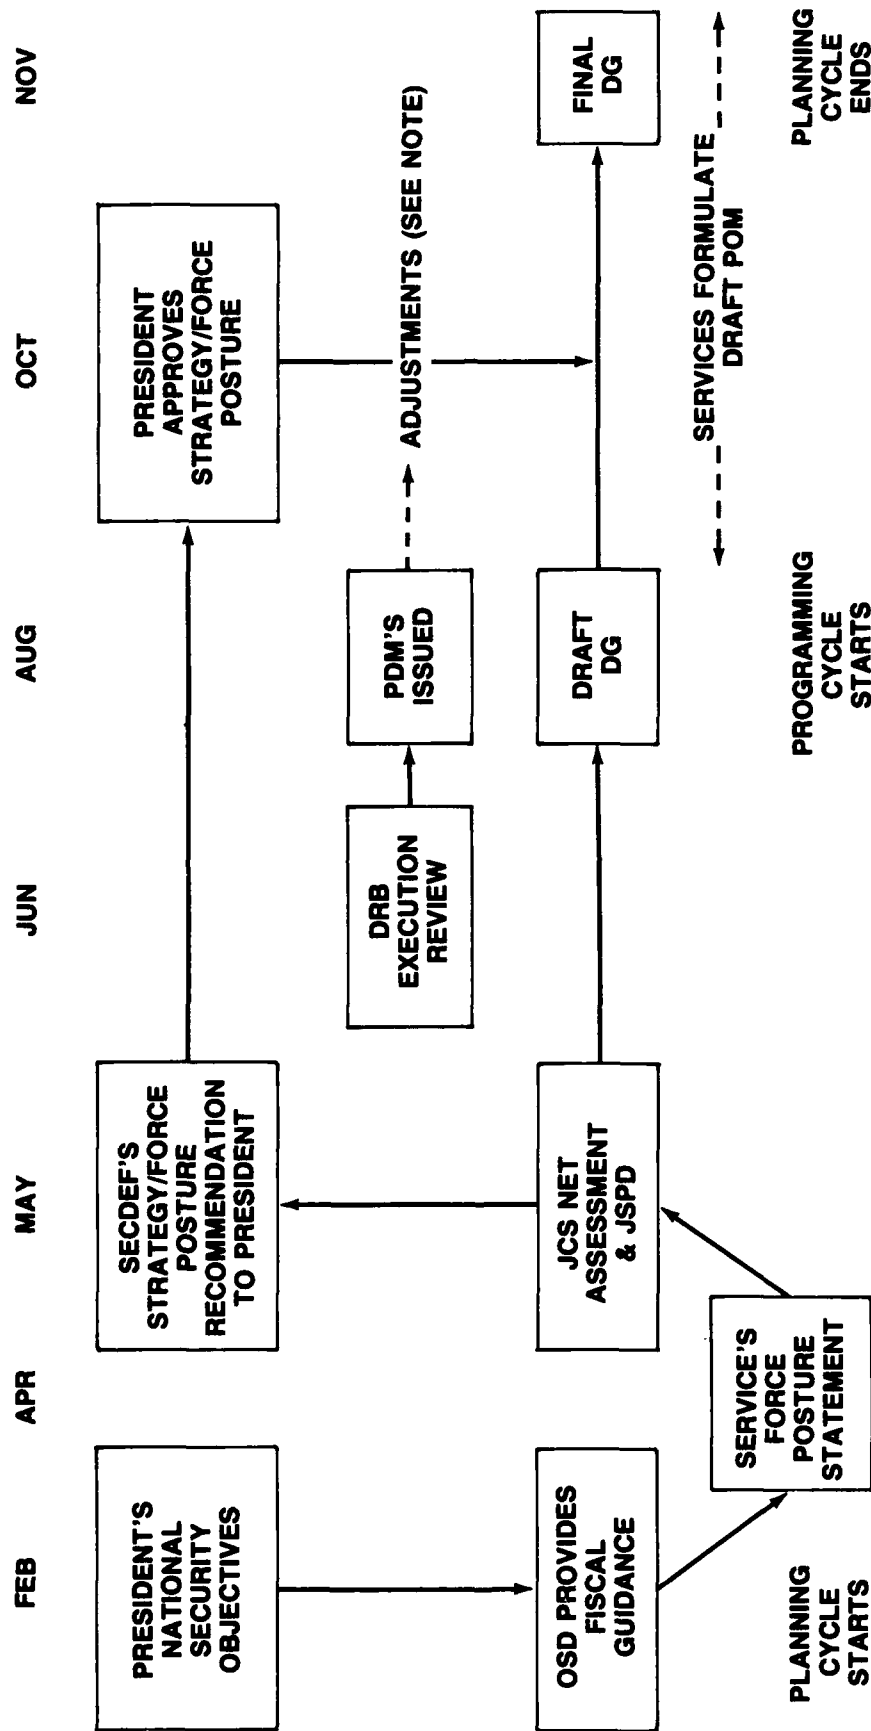 FEB
APR
MAY
JUN
AUG
OCT
NOV
PRESIDENT'S
NATIONAL
SECURITY
OBJECTIVES
SECDEF'S
STRATEGY/FORCE
POSTURE
RECOMMENDATION
TO PRESIDENT
PRESIDENT
APPROVES
STRATEGY/FORCE
POSTURE
DRB
EXECUTION
REVIEW
PDM'S
ISSUED
ADJUSTMENTS (SEE NOTE)
OSD PROVIDES
FISCAL
GUIDANCE
JCS NET
ASSESSMENT
& JSPD
DRAFT
DG
FINAL
DG
SERVICE'S
FORCE
POSTURE
STATEMENT
SERVICES FORMULATE
DRAFT POM
PLANNING
CYCLE
STARTS
PROGRAMMING
CYCLE
STARTS
PLANNING
CYCLE
ENDS